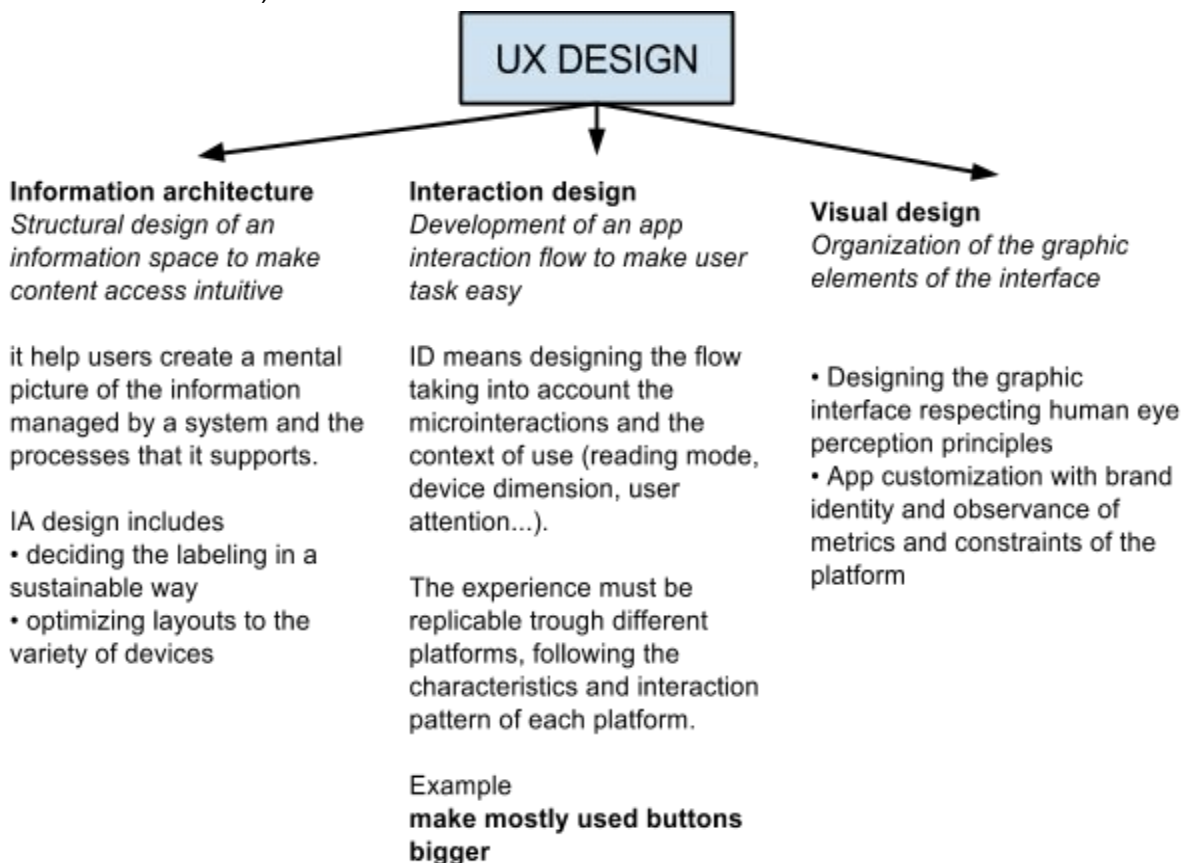 UX DESIGN
Information architecture
Structural design of an
information space to make
content access intuitive
it help users create a mental
picture of the information
managed by a system and the
processes that it supports.
IA design includes
• deciding the labeling in a
sustainable way
• optimizing layouts to the
variety of devices
Interaction design
Development of an app
interaction flow to make user
task easy
ID means designing the flow
taking into account the
microinteractions and the
context of use (reading mode,
device dimension, user
attention...).
The experience must be
replicable trough different
platforms, following the
characteristics and interaction
pattern of each platform.
Example
make mostly used buttons
bigger
Visual design
Organization of the graphic
elements of the interface
• Designing the graphic
interface respecting human eye
perception principles
• App customization with brand
identity and observance of
metrics and constraints of the
platform